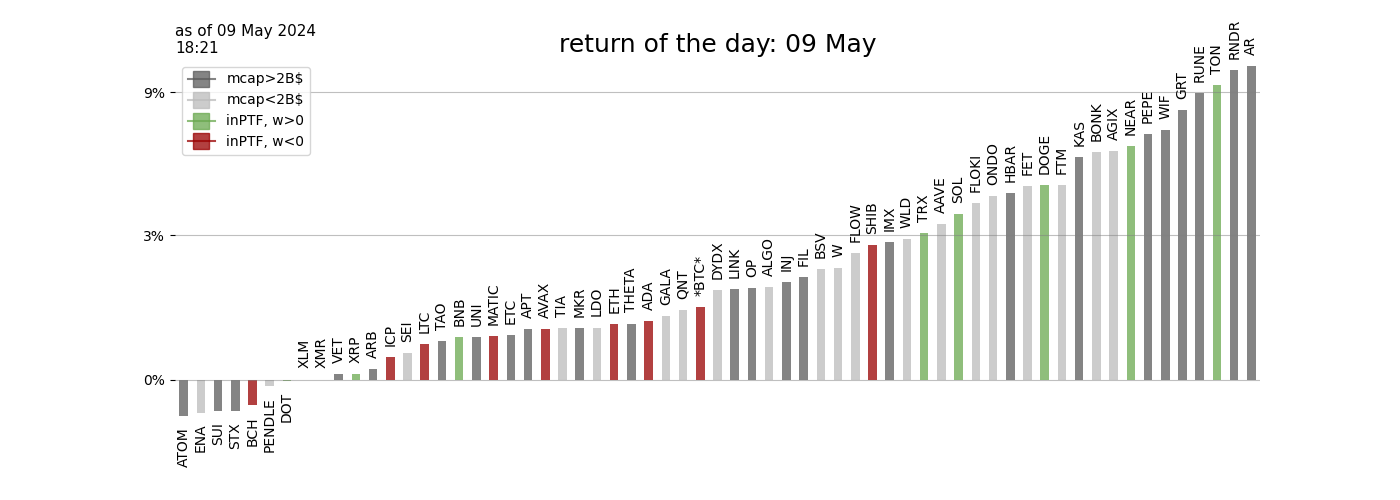 as of 09 May 2024
18:21
return of the day: 09 May
mcap>2B$
mcap<2B$
inPTF, w>0
inPTF, w<0
9%
3%
0%
ATOM
ENA
SUI
STX
BCH
PENDLE
DOT
XLM
XMR
VET
XRP
ARB
ICP
SEI
LTC
TAO
BNB
UNI
MATIC
ETC
APT
AVAX
TIA
MKR
LDO
ETH
THETA
ADA
GALA
QNT
*BTC*
DYDX
LINK
OP
ALGO
INJ
FIL
BSV
W
FLOW
SHIB
IMX
WLD
TRX
AAVE
SOL
FLOKI
ONDO
HBAR
FET
DOGE
FTM
KAS
BONK
AGIX
NEAR
PEPE
WIF
GRT
RUNE
TON
RNDR
AR